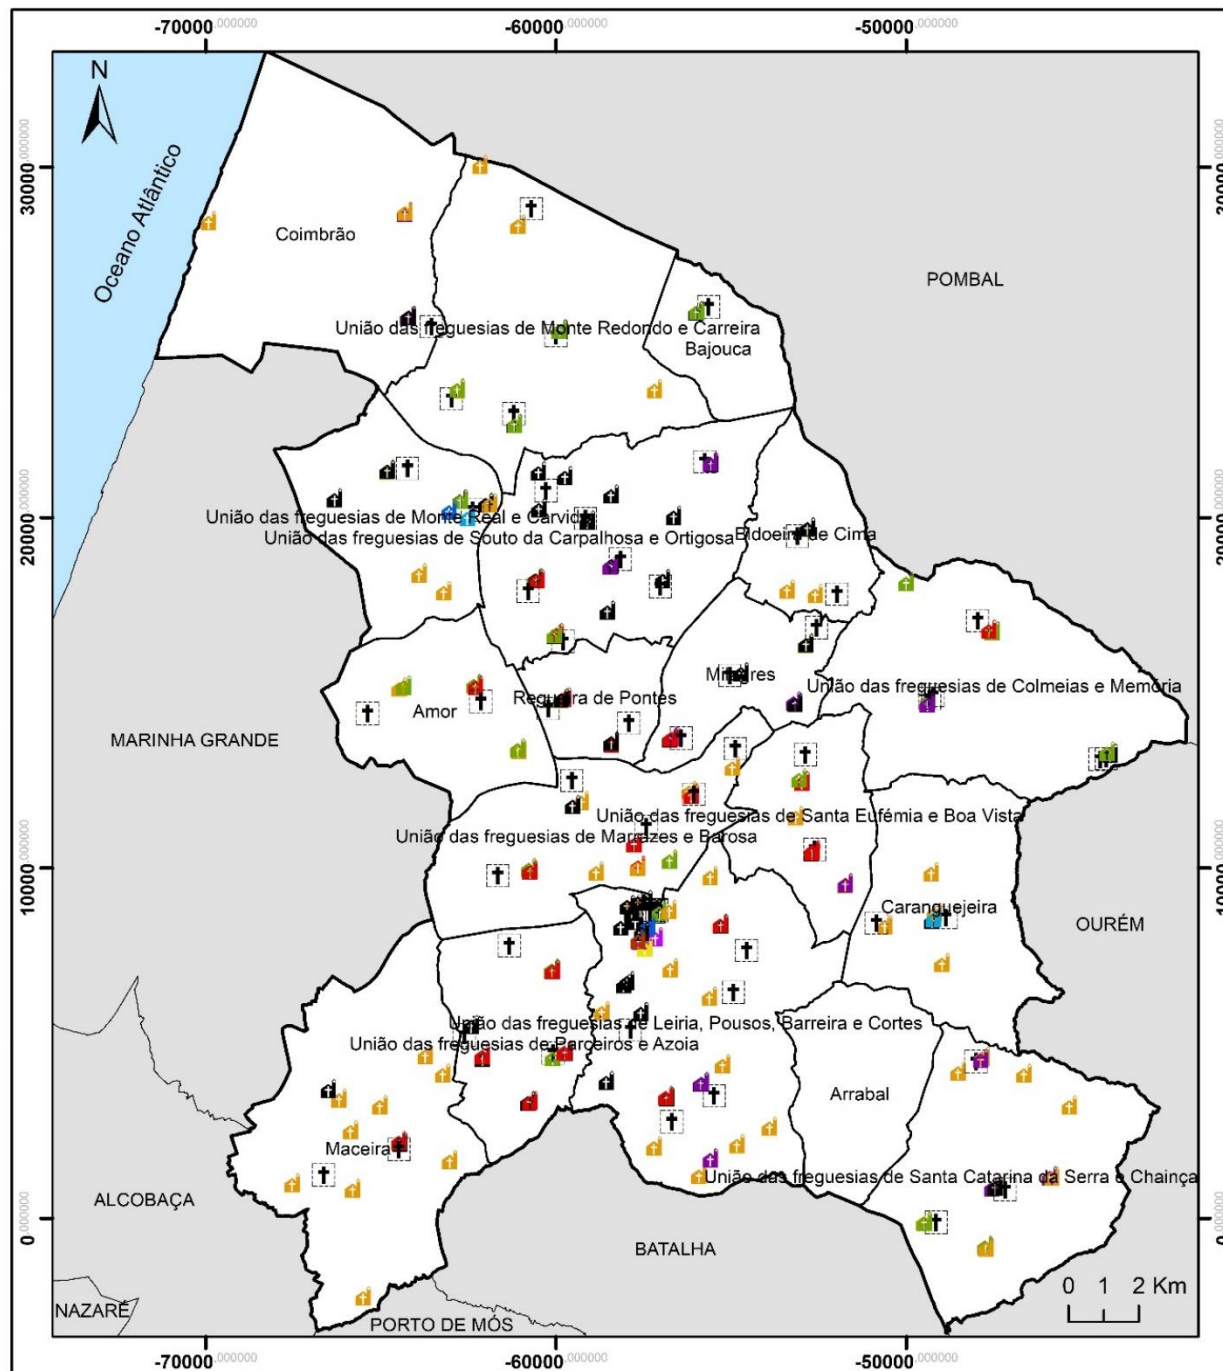 -70000,000000 -60000,000000 -50000,000000
N
Oceano Atlântico
30000,000000
30000,000000
Coimbrão
POMBAL
União das freguesias de Monte Redondo e Carreira
Bajouca
20000,000000
20000,000000
União das freguesias de Monte Real e Carvide
União das freguesias de Souto da Carpalhosa e Ortigosa
Bidoeira de Cima
Milagres
União das freguesias de Colmeias e Memória
Regueira de Pontes
Amor
MARINHA GRANDE
União das freguesias de Santa Eufémia e Boa Vista
União das freguesias de Marrazes e Barosa
10000,000000
10000,000000
Caranguejeira
OURÉM
União das freguesias de Leiria, Pousos, Barreira e Cortes
União das freguesias de Parceiros e Azoia
Arrabal
Maceira
União das freguesias de Santa Catarina da Serra e Chainça
ALCOBAÇA
0,000000
0,000000
BATALHA
0 1 2 Km
NAZARÉ
PORTO DE MÓS
-70000,000000 -60000,000000 -50000,000000